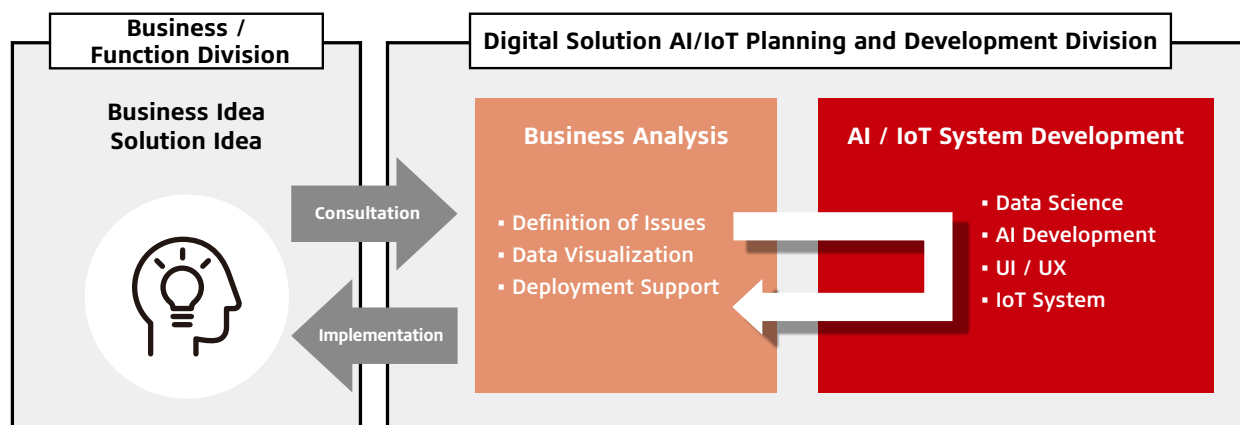 Business /
Function Division
Business Idea
Solution Idea
Consultation
Implementation
Digital Solution AI/IoT Planning and Development Division
Business Analysis
▪ Definition of Issues
▪ Data Visualization
▪ Deployment Support
AI / IoT System Development
▪ Data Science
▪ AI Development
▪ UI / UX
▪ IoT System